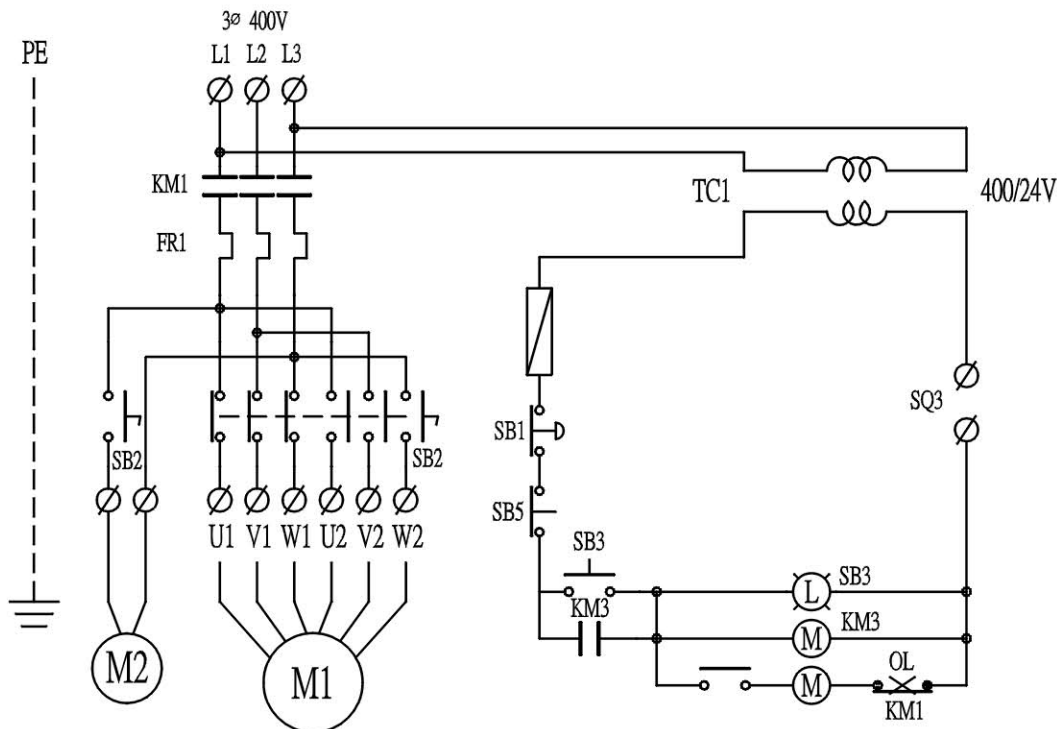 3ø 400V
PE
L1 L2 L3
KM1
TC1
400/24V
FR1
SQ3
SB1
SB2
SB2
SB5
U1 V1 W1 U2 V2 W2
SB3
SB3
L
KM3
KM3
M
M2
M1
M
OL
KM1